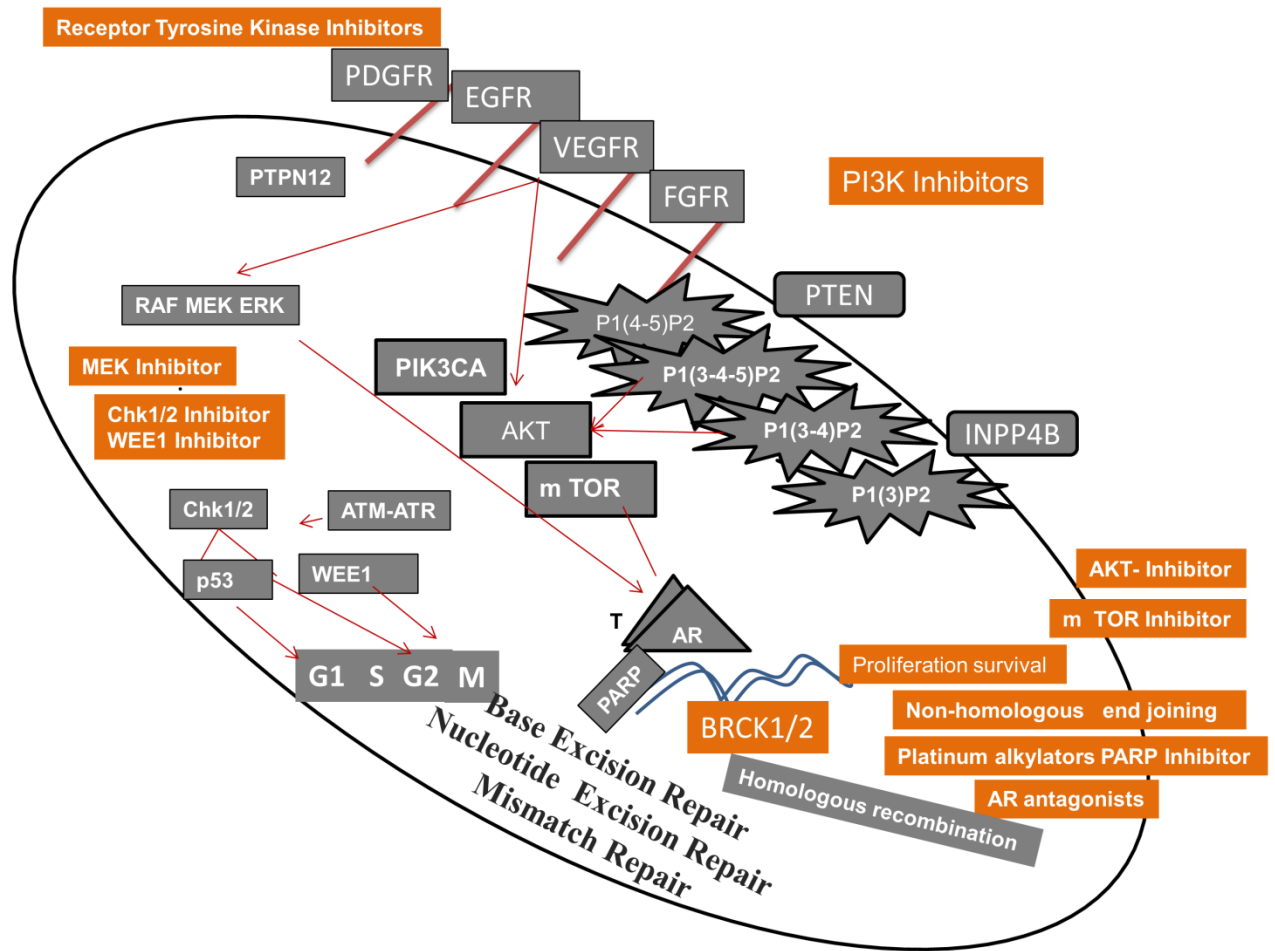 Receptor Tyrosine Kinase Inhibitors
PDGFR
EGFR
VEGFR
FGFR
PTPN12
PI3K Inhibitors
RAF MEK ERK
P1(4-5)P2
PTEN
MEK Inhibitor
PIK3CA
P1(3-4-5)P2
Chk1/2 Inhibitor
WEE1 Inhibitor
AKT
P1(3-4)P2
INPP4B
m TOR
P1(3)P2
Chk1/2
ATM-ATR
p53
WEE1
AKT- Inhibitor
m TOR Inhibitor
T
AR
PARP
Proliferation survival
G1 S G2 M
BRCK1/2
Non-homologous end joining
Platinum alkylators PARP Inhibitor
AR antagonists
Homologous recombination
Base Excision Repair
Nucleotide Excision Repair
Mismatch Repair